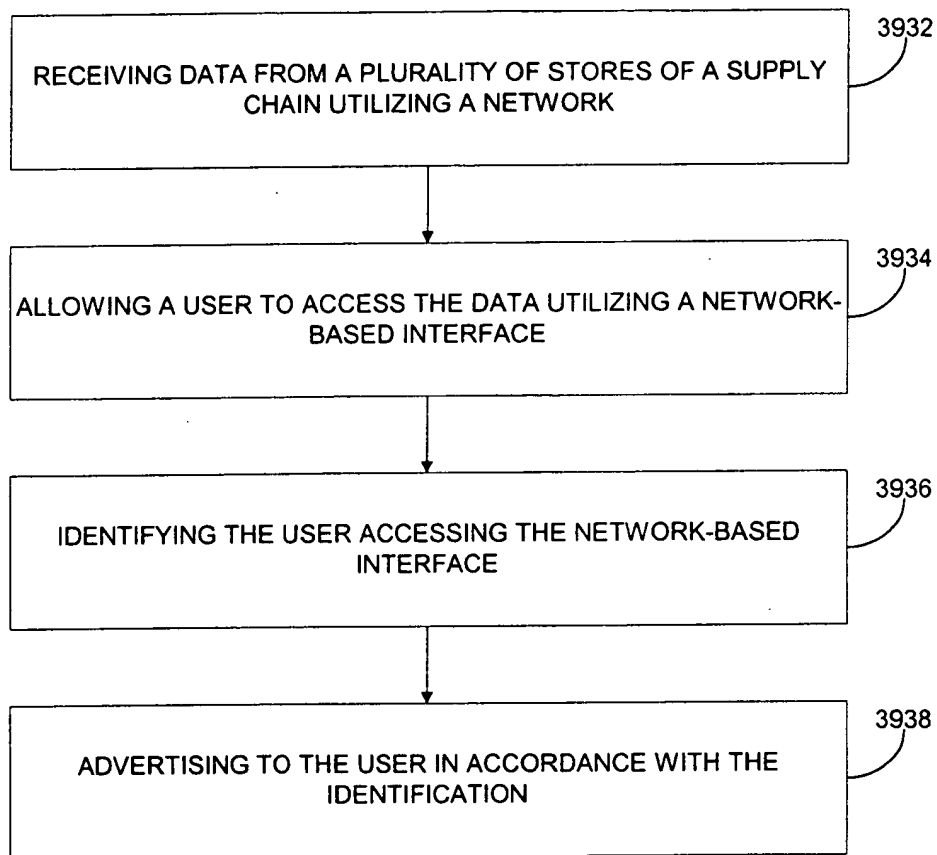 3932
RECEIVING DATA FROM A PLURALITY OF STORES OF A SUPPLY
CHAIN UTILIZING A NETWORK
3934
ALLOWING A USER TO ACCESS THE DATA UTILIZING A NETWORK-
BASED INTERFACE
3936
IDENTIFYING THE USER ACCESSING THE NETWORK-BASED
INTERFACE
3938
ADVERTISING TO THE USER IN ACCORDANCE WITH THE
IDENTIFICATION